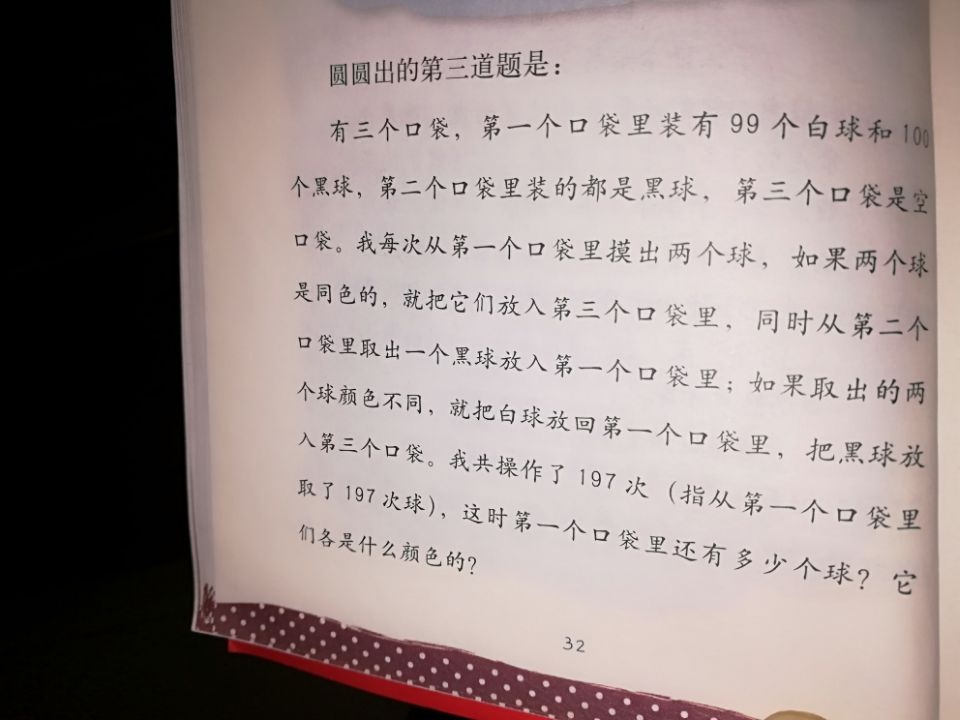 圆圆出的第三道题是：
有三个口袋，第一个口袋里装有 99 个白球和 100
个黑球，第二个口袋里装的都是黑球，第三个口袋是空
口袋。我每次从第一个口袋里摸出两个球，如果两个球
是同色的，就把它们放入第三个口袋里，同时从第二个
口袋里取出一个黑球放入第一个口袋里；如果取出的两
个球颜色不同，就把白球放回第一个口袋里，把黑球放
入第三个口袋。我共操作了 197 次（指从第一个口袋里
取了 197 次球），这时第一个口袋里还有多少个球？它
们各是什么颜色的？
32